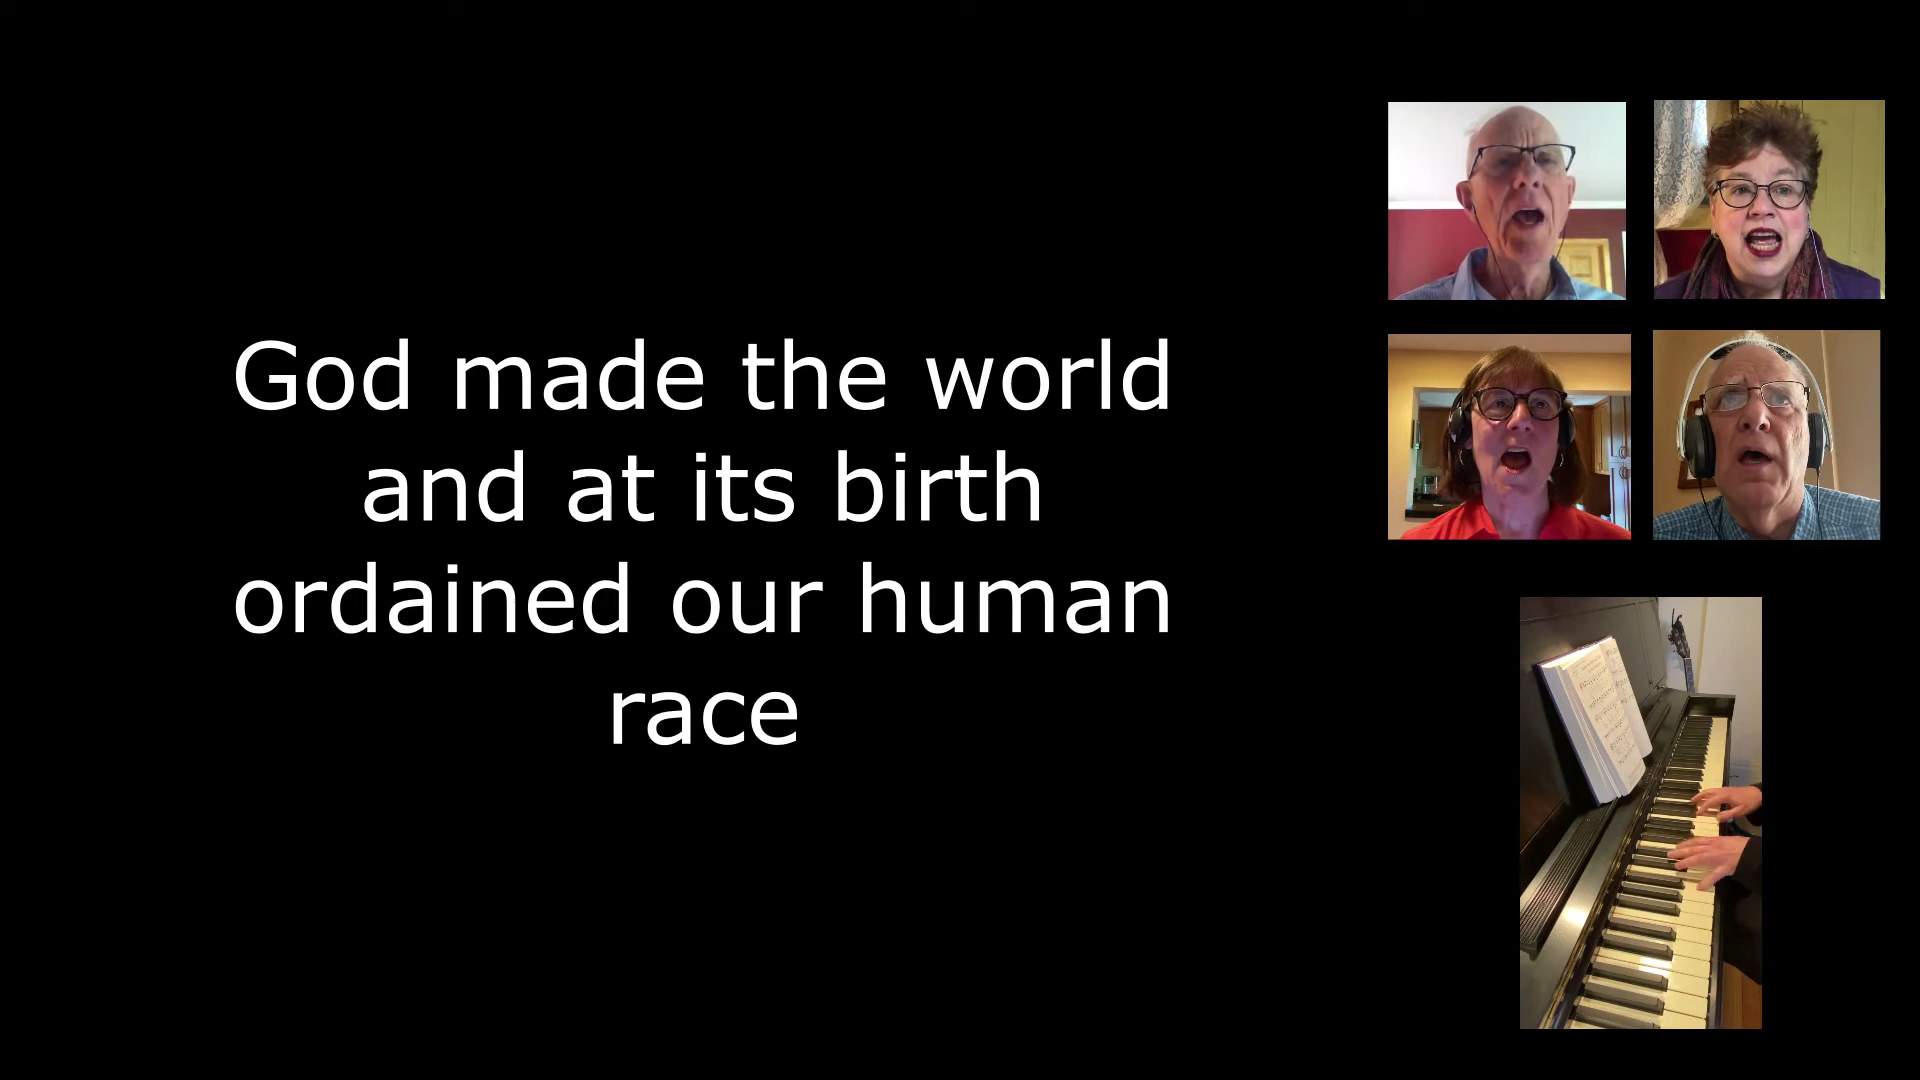 God made the world
and at its birth
ordained our human
race